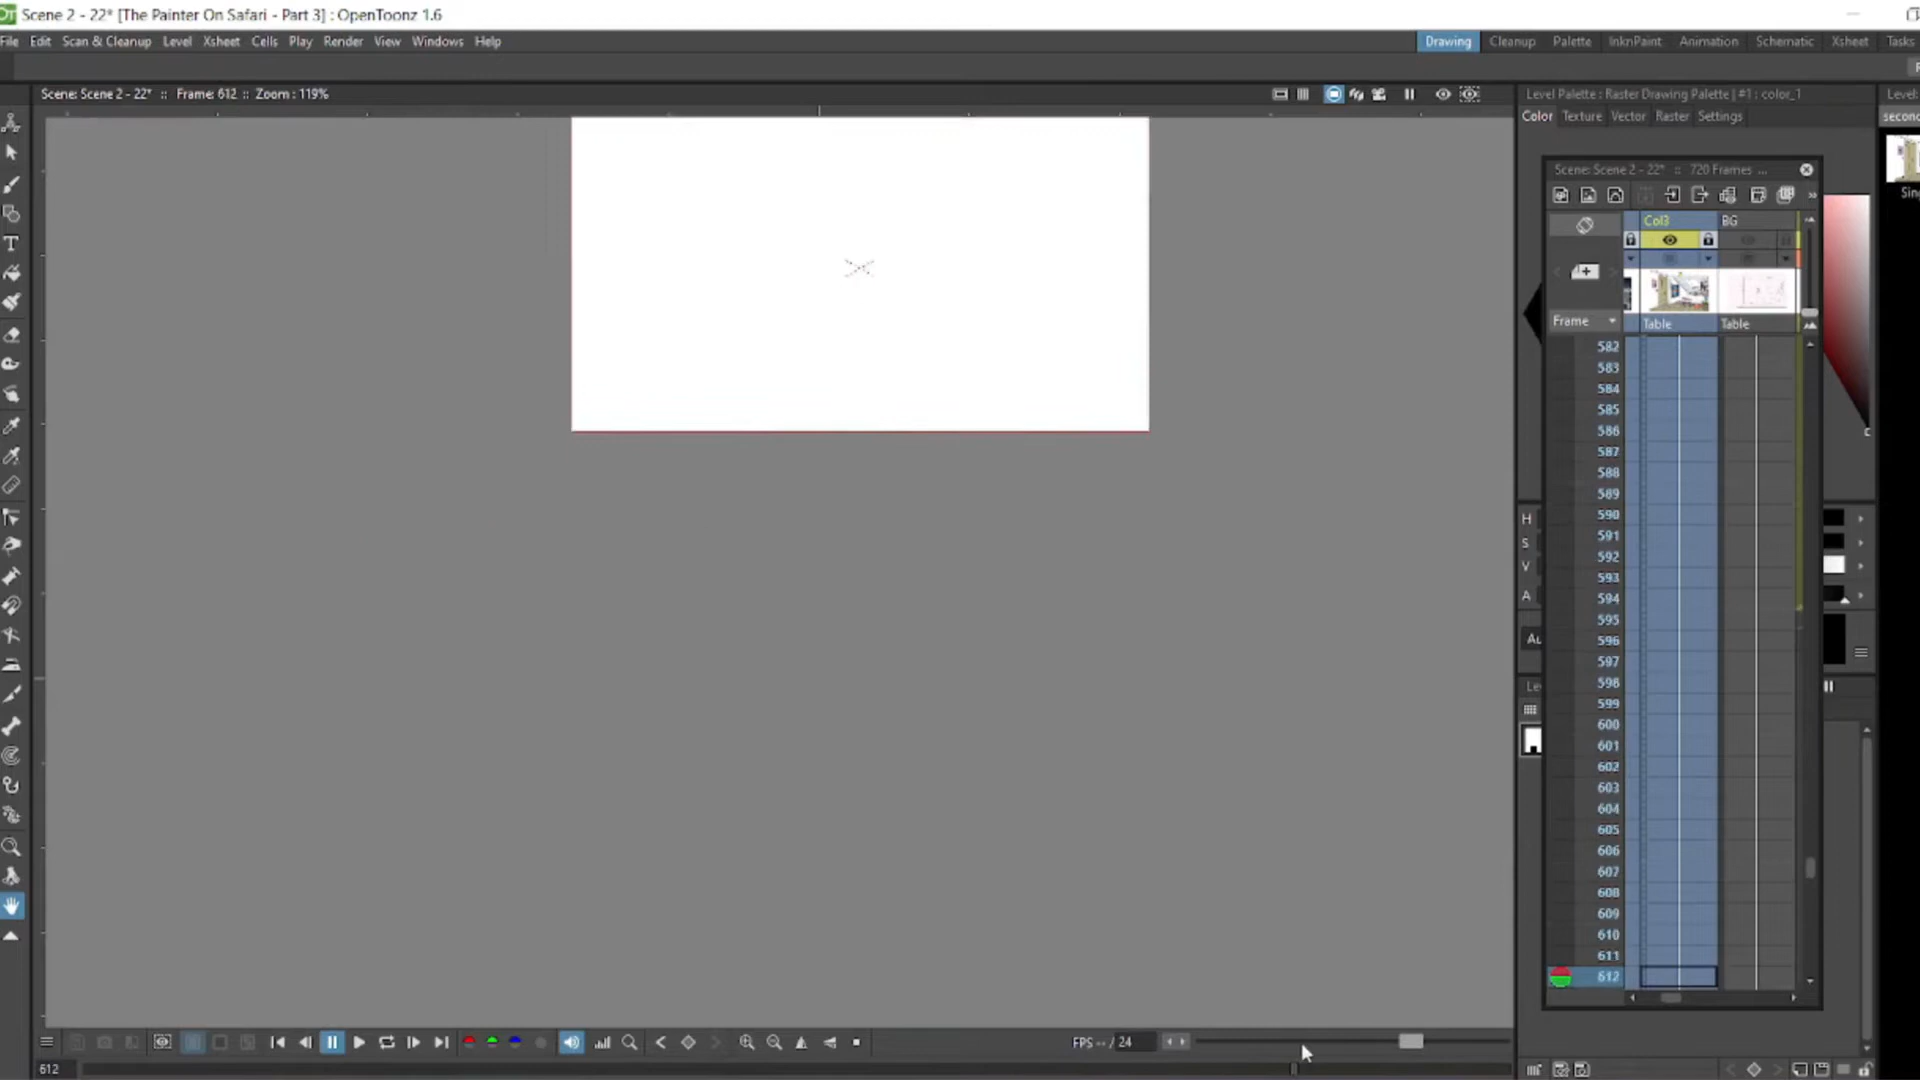 Scene 2 - 22* [The Painter On Safari - Part 3] : OpenToonz 1.6
File Edit Scan & Cleanup Level Xsheet Cells Play Render View Windows Help
Drawing Cleanup Palette InknPaint Animation Schematic Xsheet Tasks
Scene: Scene 2 - 22* :: Frame: 612 :: Zoom : 119%
Level Palette : Raster Drawing Palette | #1 : color_1
Level:
Color Texture Vector Raster Settings
secon
Scene: Scene 2 - 22* :: 720 Frames ...
Sin
Col3 BG
Frame
Table Table
582
583
584
585
586
587
588
589
590
591
592
593
594
595
596
597
598
599
600
601
602
603
604
605
606
607
608
609
610
611
612
H
S
V
A
Au
Le
FPS -- / 24
612